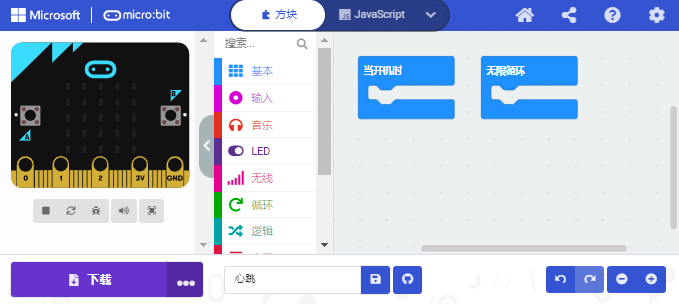 Microsoft micro:bit 方块 JavaScript
搜索...
基本
输入
音乐
LED
无线
循环
逻辑
当开机时
无限循环
B
A
0 1 2 3V GND
下载
心跳